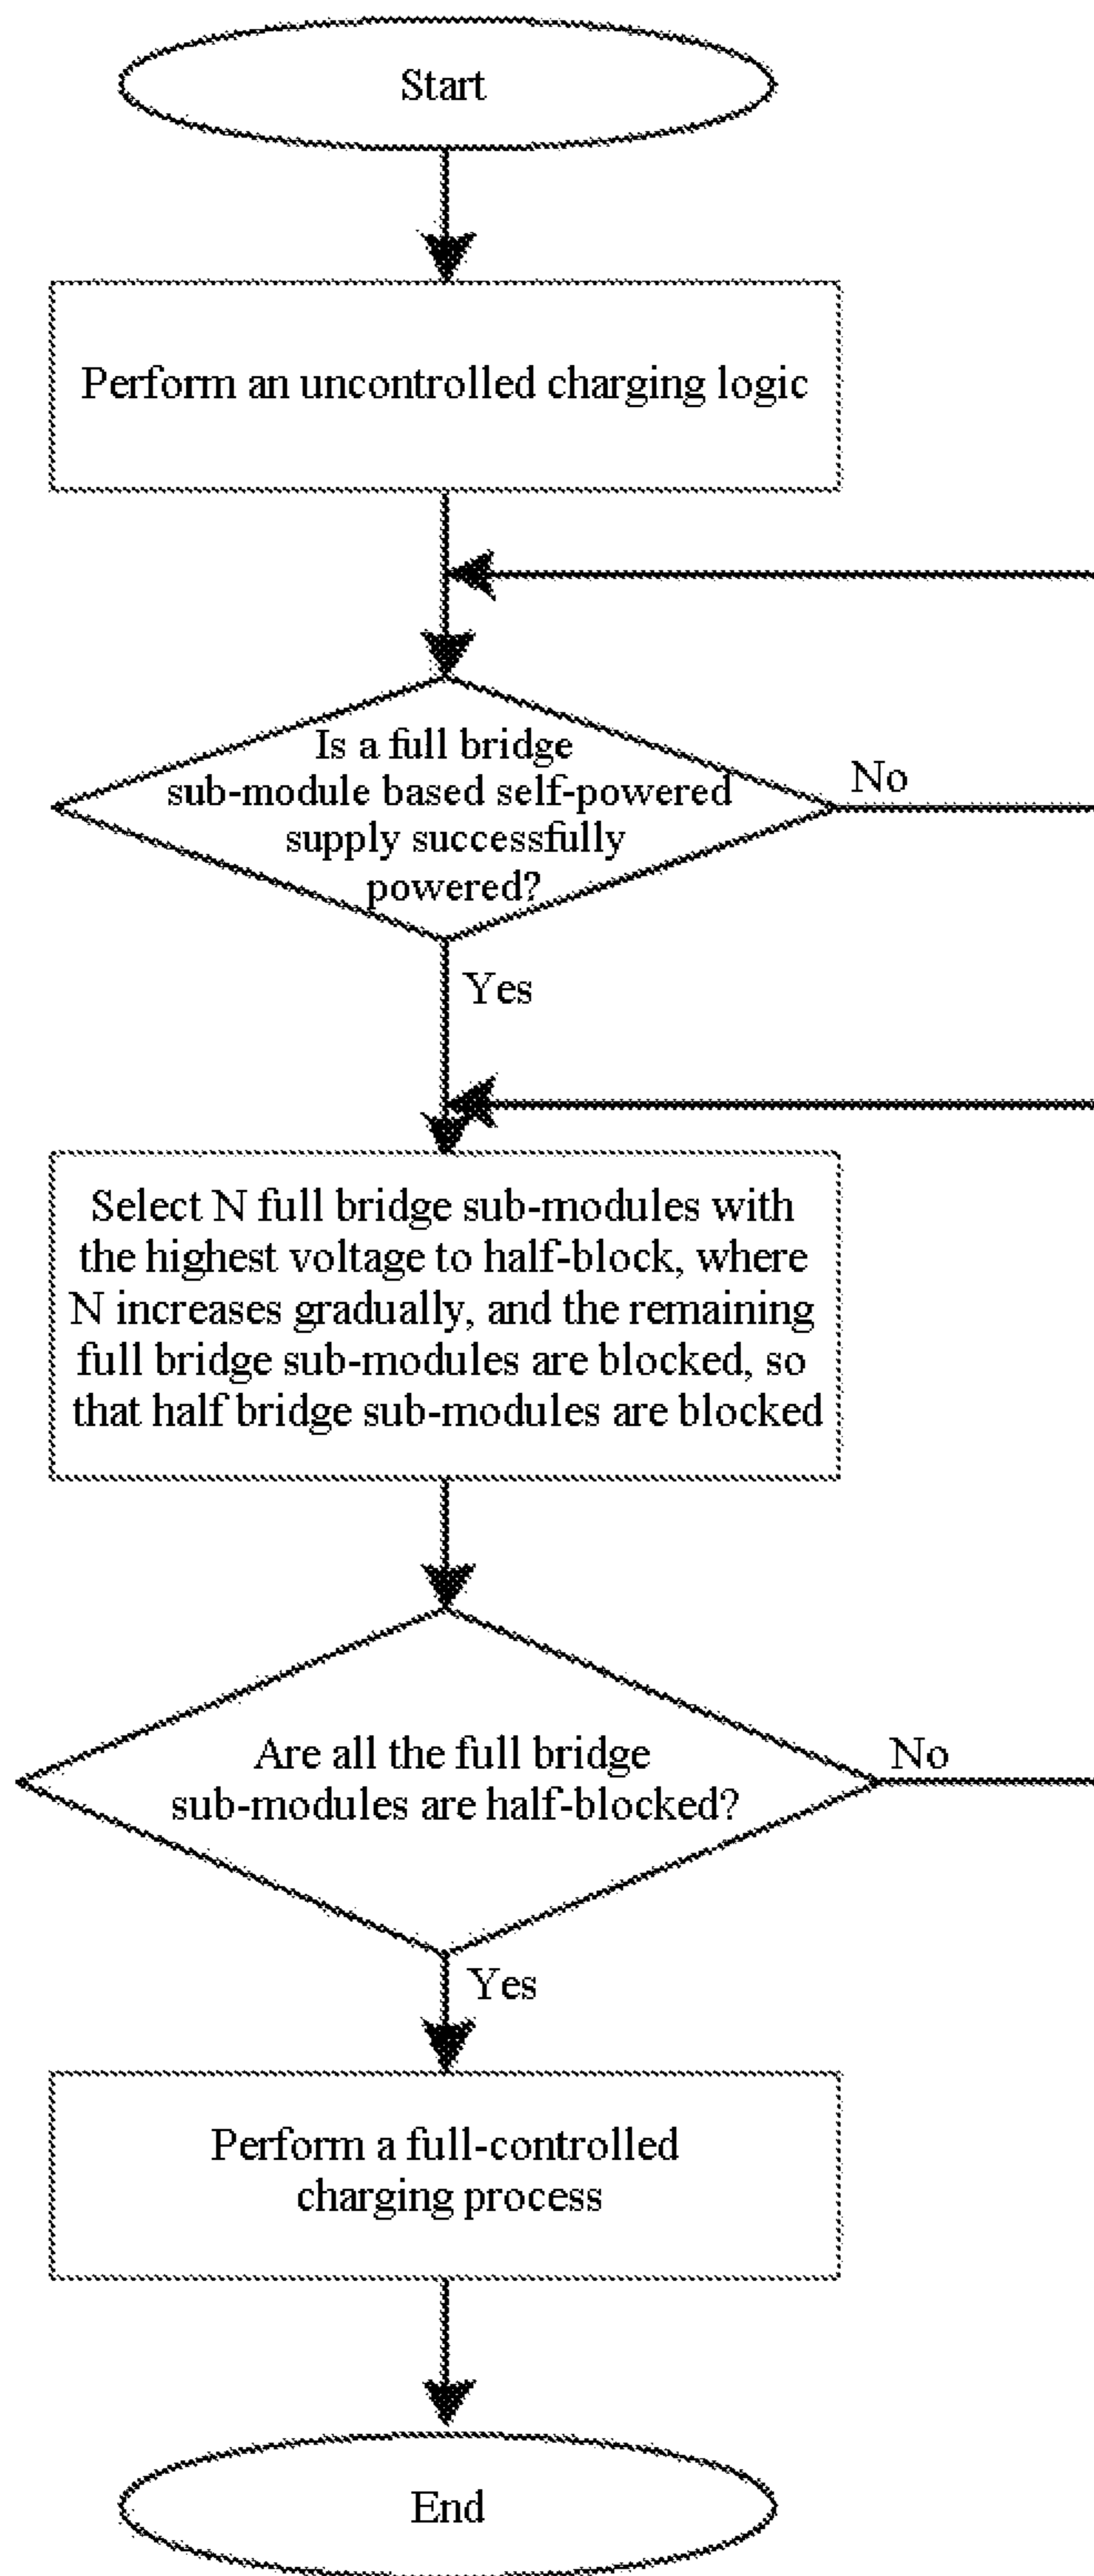 Start
Perform an uncontrolled charging logic
Is a full bridge
sub-module based self-powered
supply successfully
powered?
No
Yes
Select N full bridge sub-modules with
the highest voltage to half-block, where
N increases gradually, and the remaining
full bridge sub-modules are blocked, so
that half bridge sub-modules are blocked
Are all the full bridge
sub-modules are half-blocked?
No
Yes
Perform a full-controlled
charging process
End